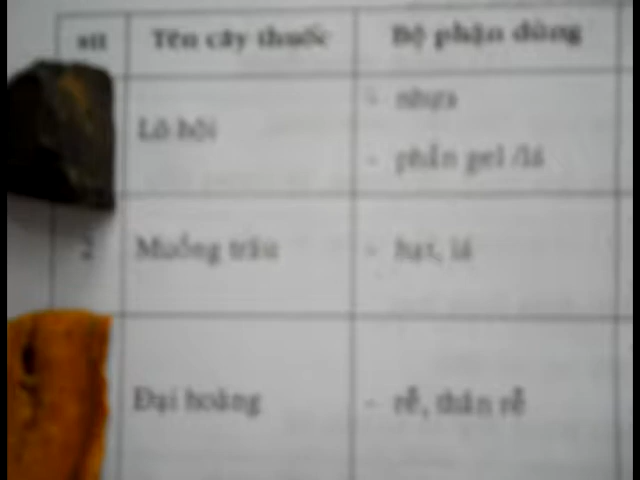 stt Tên cây thuốc Bộ phận dùng
Lô hội
- nhựa
- phần gel /lá
2 Muồng trâu - hạt, lá
Đại hoàng - rễ, thân rễ